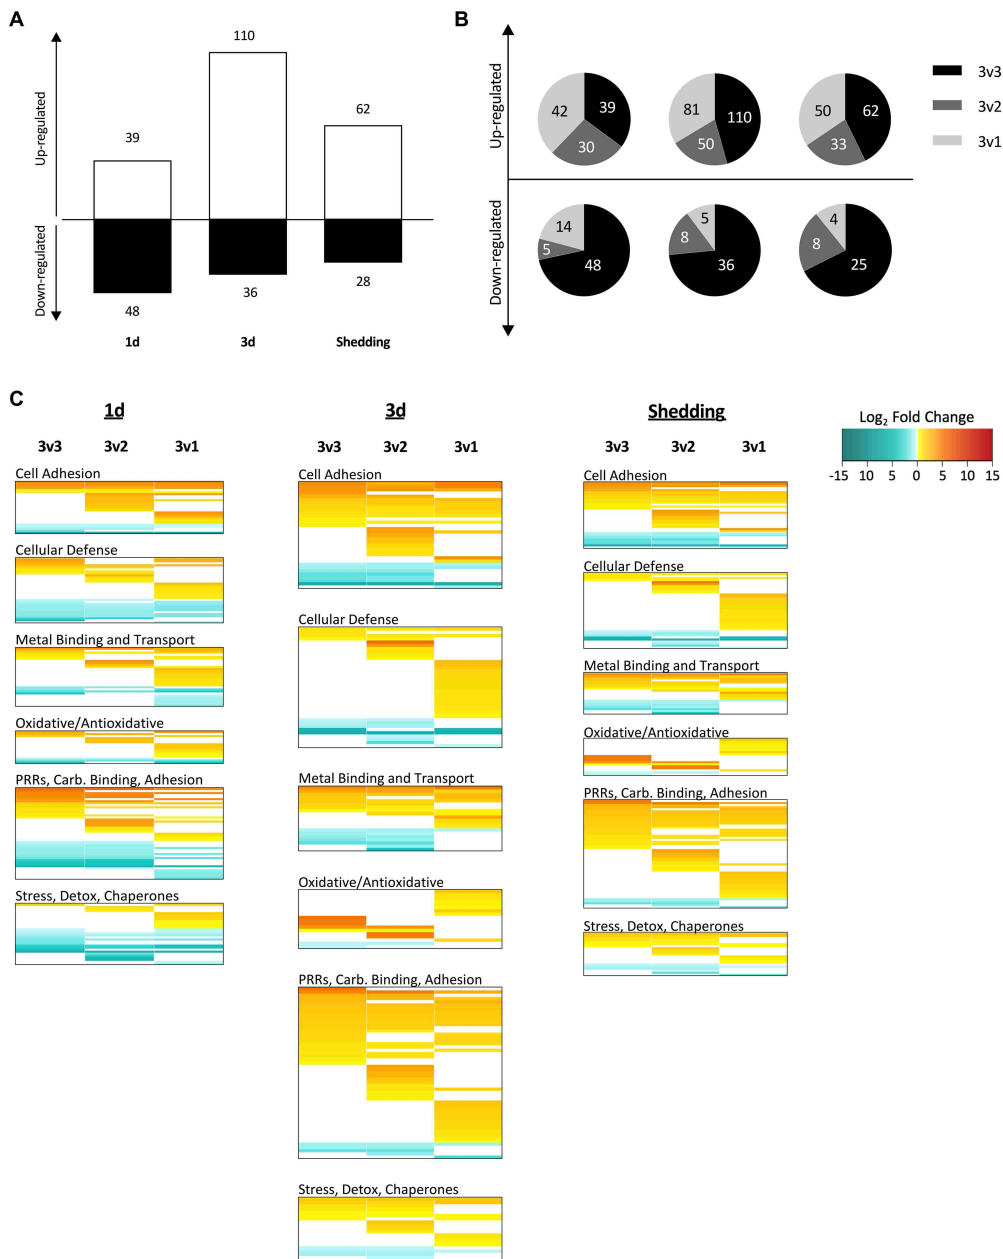 A
Up-regulated
Down-regulated
39
110
62
48
36
28
1d
3d
Shedding
B
Up-regulated
Down-regulated
42
39
30
81
110
50
50
62
33
14
5
48
5
8
36
4
8
25
3v3
3v2
3v1
C
1d
3v3 3v2 3v1
Cell Adhesion
Cellular Defense
Metal Binding and Transport
Oxidative/Antioxidative
PRRs, Carb. Binding, Adhesion
Stress, Detox, Chaperones
3d
3v3 3v2 3v1
Cell Adhesion
Cellular Defense
Metal Binding and Transport
Oxidative/Antioxidative
PRRs, Carb. Binding, Adhesion
Stress, Detox, Chaperones
Shedding
3v3 3v2 3v1
Cell Adhesion
Cellular Defense
Metal Binding and Transport
Oxidative/Antioxidative
PRRs, Carb. Binding, Adhesion
Stress, Detox, Chaperones
Log₂ Fold Change
-15 10 5 0 5 10 15